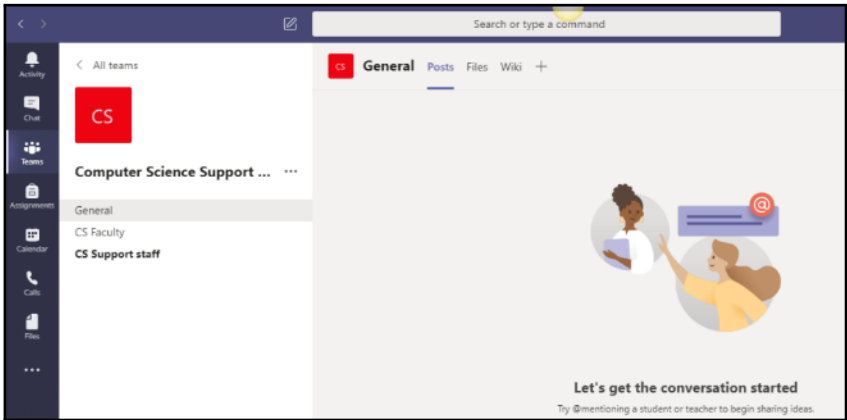 Search or type a command
Activity
Chat
Teams
Assignments
Calendar
Calls
Files
All teams
CS
Computer Science Support ...
General
CS Faculty
CS Support staff
CS General Posts Files Wiki
@
Let's get the conversation started
Try @mentioning a student or teacher to begin sharing ideas.